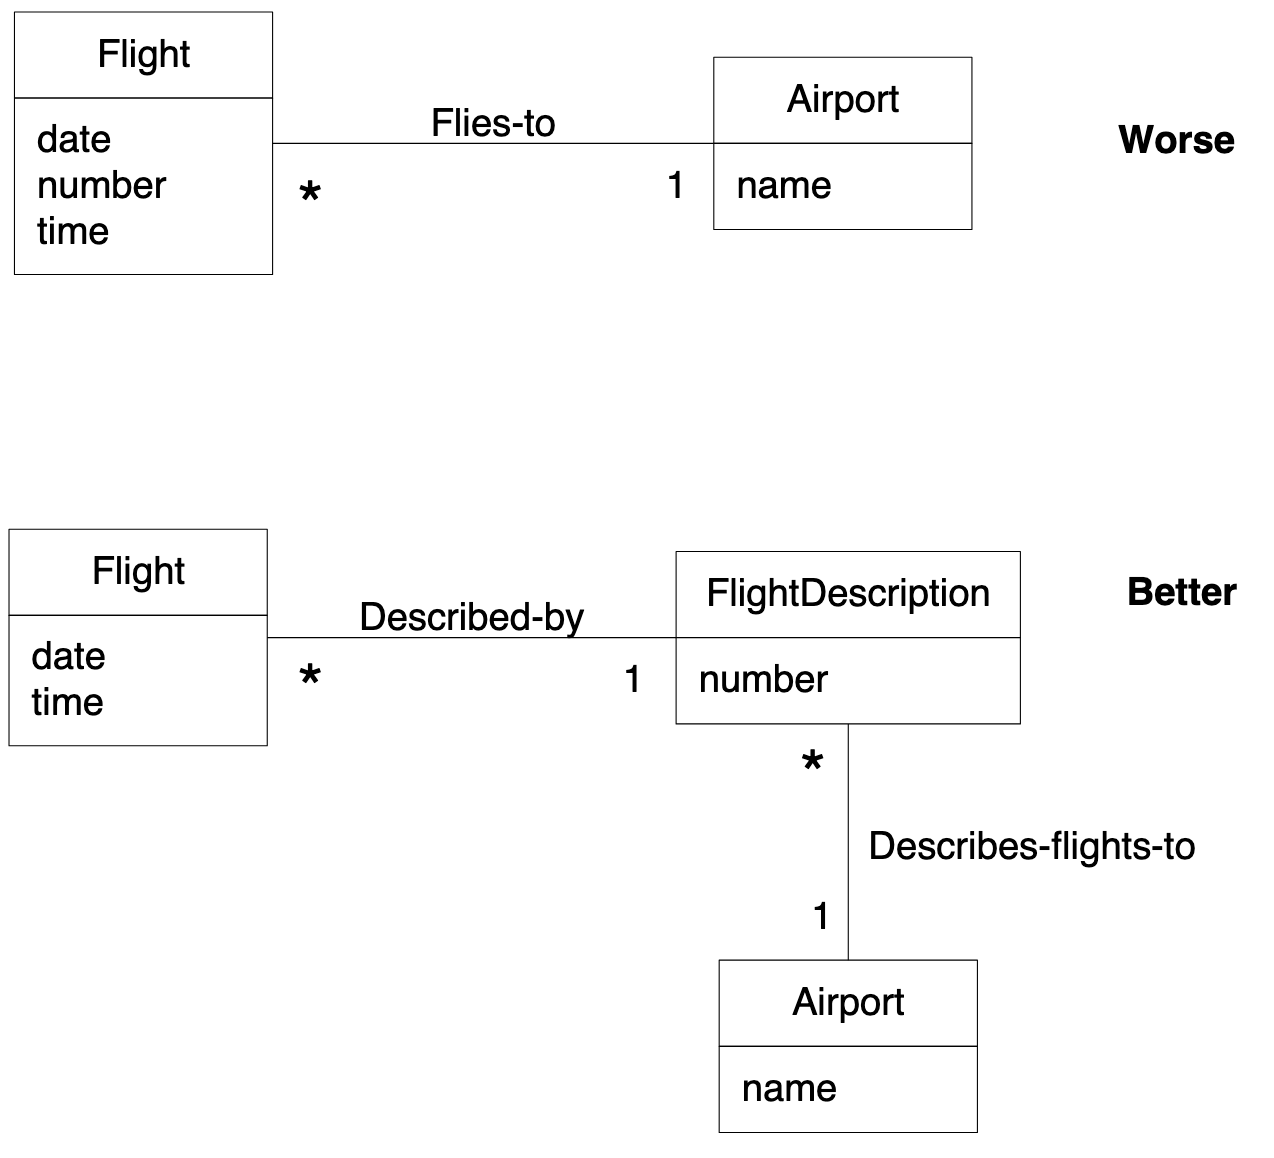 Flight
date
number
time
Flies-to
*
1
Airport
name
Worse
Flight
date
time
Described-by
*
1
FlightDescription
number
Better
*
Describes-flights-to
1
Airport
name